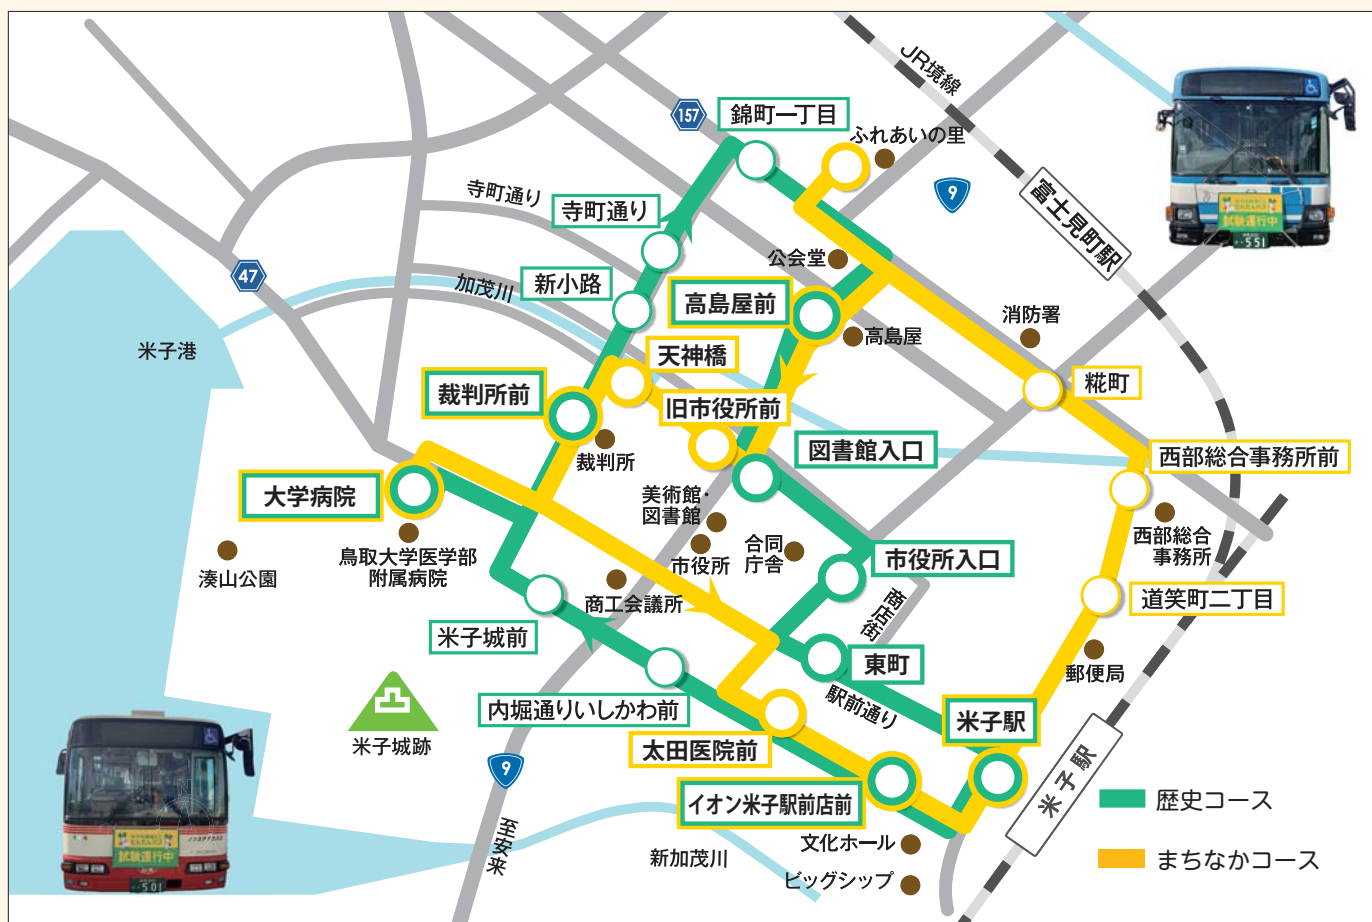 JR境線
157
錦町一丁目
ふれあいの里
9
富士見町駅
試験運行中
551
寺町通り
寺町通り
公会堂
47
加茂川
新小路
高島屋前
消防署
高島屋
米子港
天神橋
糀町
裁判所前
旧市役所前
図書館入口
西部総合事務所前
裁判所
大学病院
美術館・
図書館
西部総合
事務所
鳥取大学医学部
附属病院
市役所
合同
庁舎
市役所入口
湊山公園
商工会議所
商店街
道笑町二丁目
米子城前
東町
郵便局
駅前通り
内堀通りいしかわ前
米子駅
米子城跡
太田医院前
米子駅
9
イオン米子駅前店前
歴史コース
至安来
文化ホール
新加茂川
まちなかコース
ビッグシップ
試験運行中
501